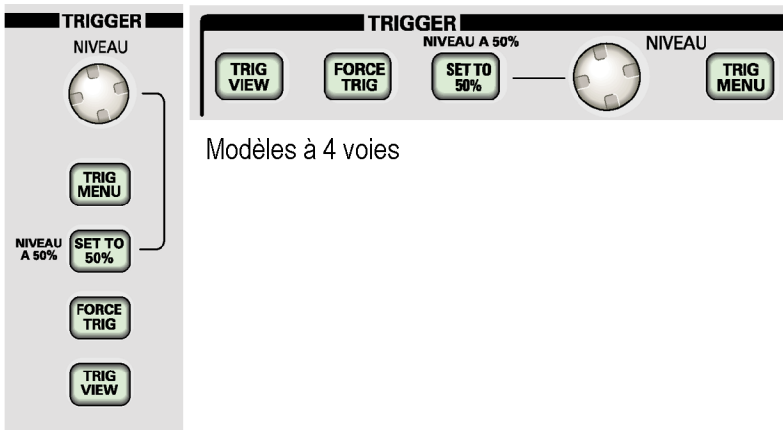 TRIGGER
NIVEAU
TRIG
MENU
NIVEAU
A 50%
SET TO
50%
FORCE
TRIG
TRIG
VIEW
TRIGGER
TRIG
VIEW
FORCE
TRIG
NIVEAU A 50%
SET TO
50%
NIVEAU
TRIG
MENU
Modèles à 4 voies